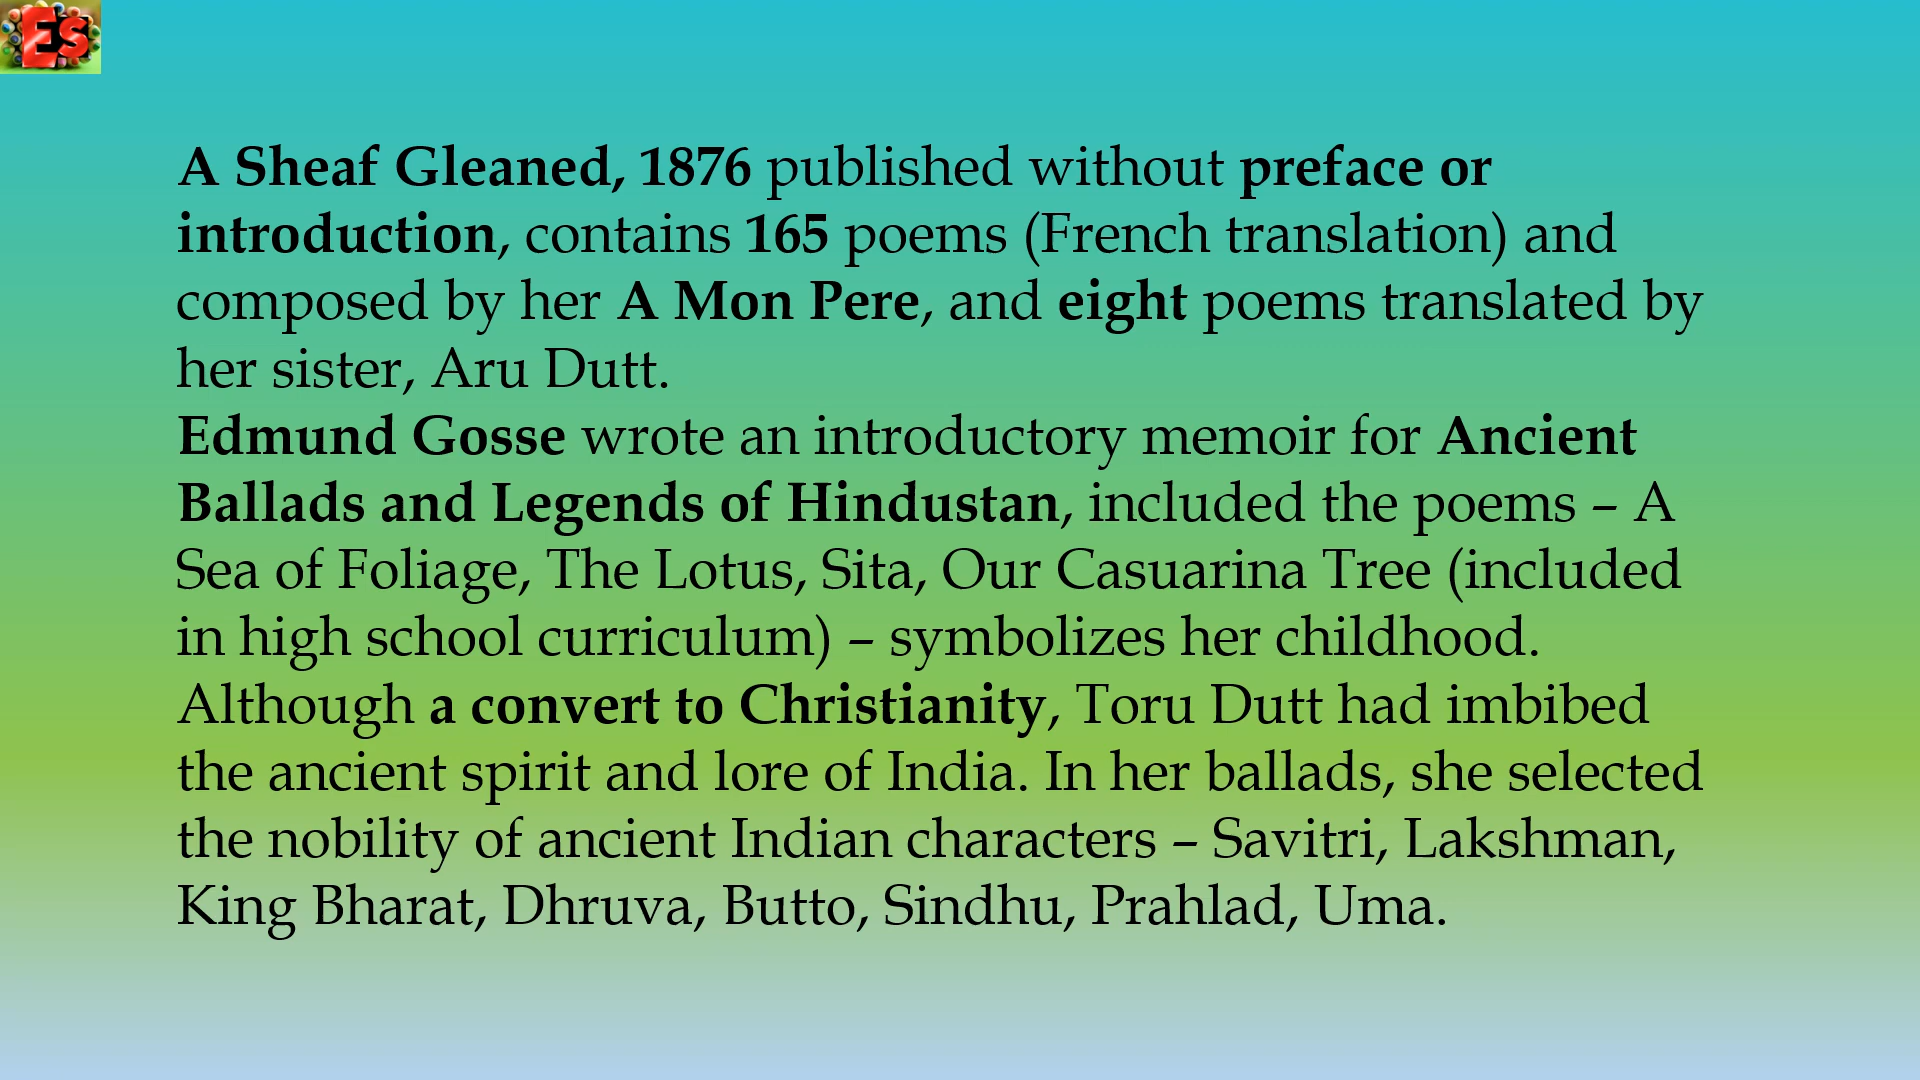 Es
A Sheaf Gleaned, 1876 published without preface or
introduction, contains 165 poems (French translation) and
composed by her A Mon Pere, and eight poems translated by
her sister, Aru Dutt.
Edmund Gosse wrote an introductory memoir for Ancient
Ballads and Legends of Hindustan, included the poems – A
Sea of Foliage, The Lotus, Sita, Our Casuarina Tree (included
in high school curriculum) – symbolizes her childhood.
Although a convert to Christianity, Toru Dutt had imbibed
the ancient spirit and lore of India. In her ballads, she selected
the nobility of ancient Indian characters – Savitri, Lakshman,
King Bharat, Dhruva, Butto, Sindhu, Prahlad, Uma.